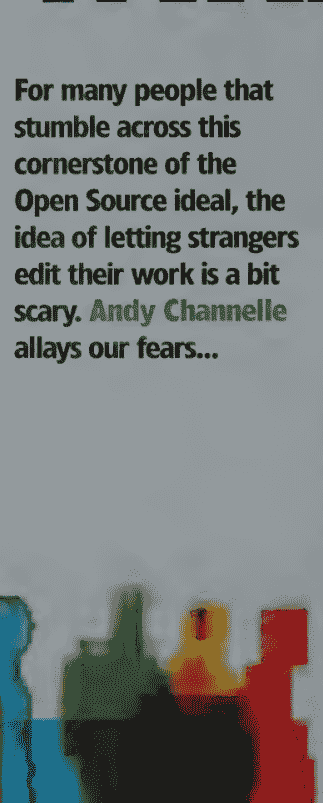 For many people that
stumble across this
cornerstone of the
Open Source ideal, the
idea of letting strangers
edit their work is a bit
scary. Andy Channelle
allays our fears...